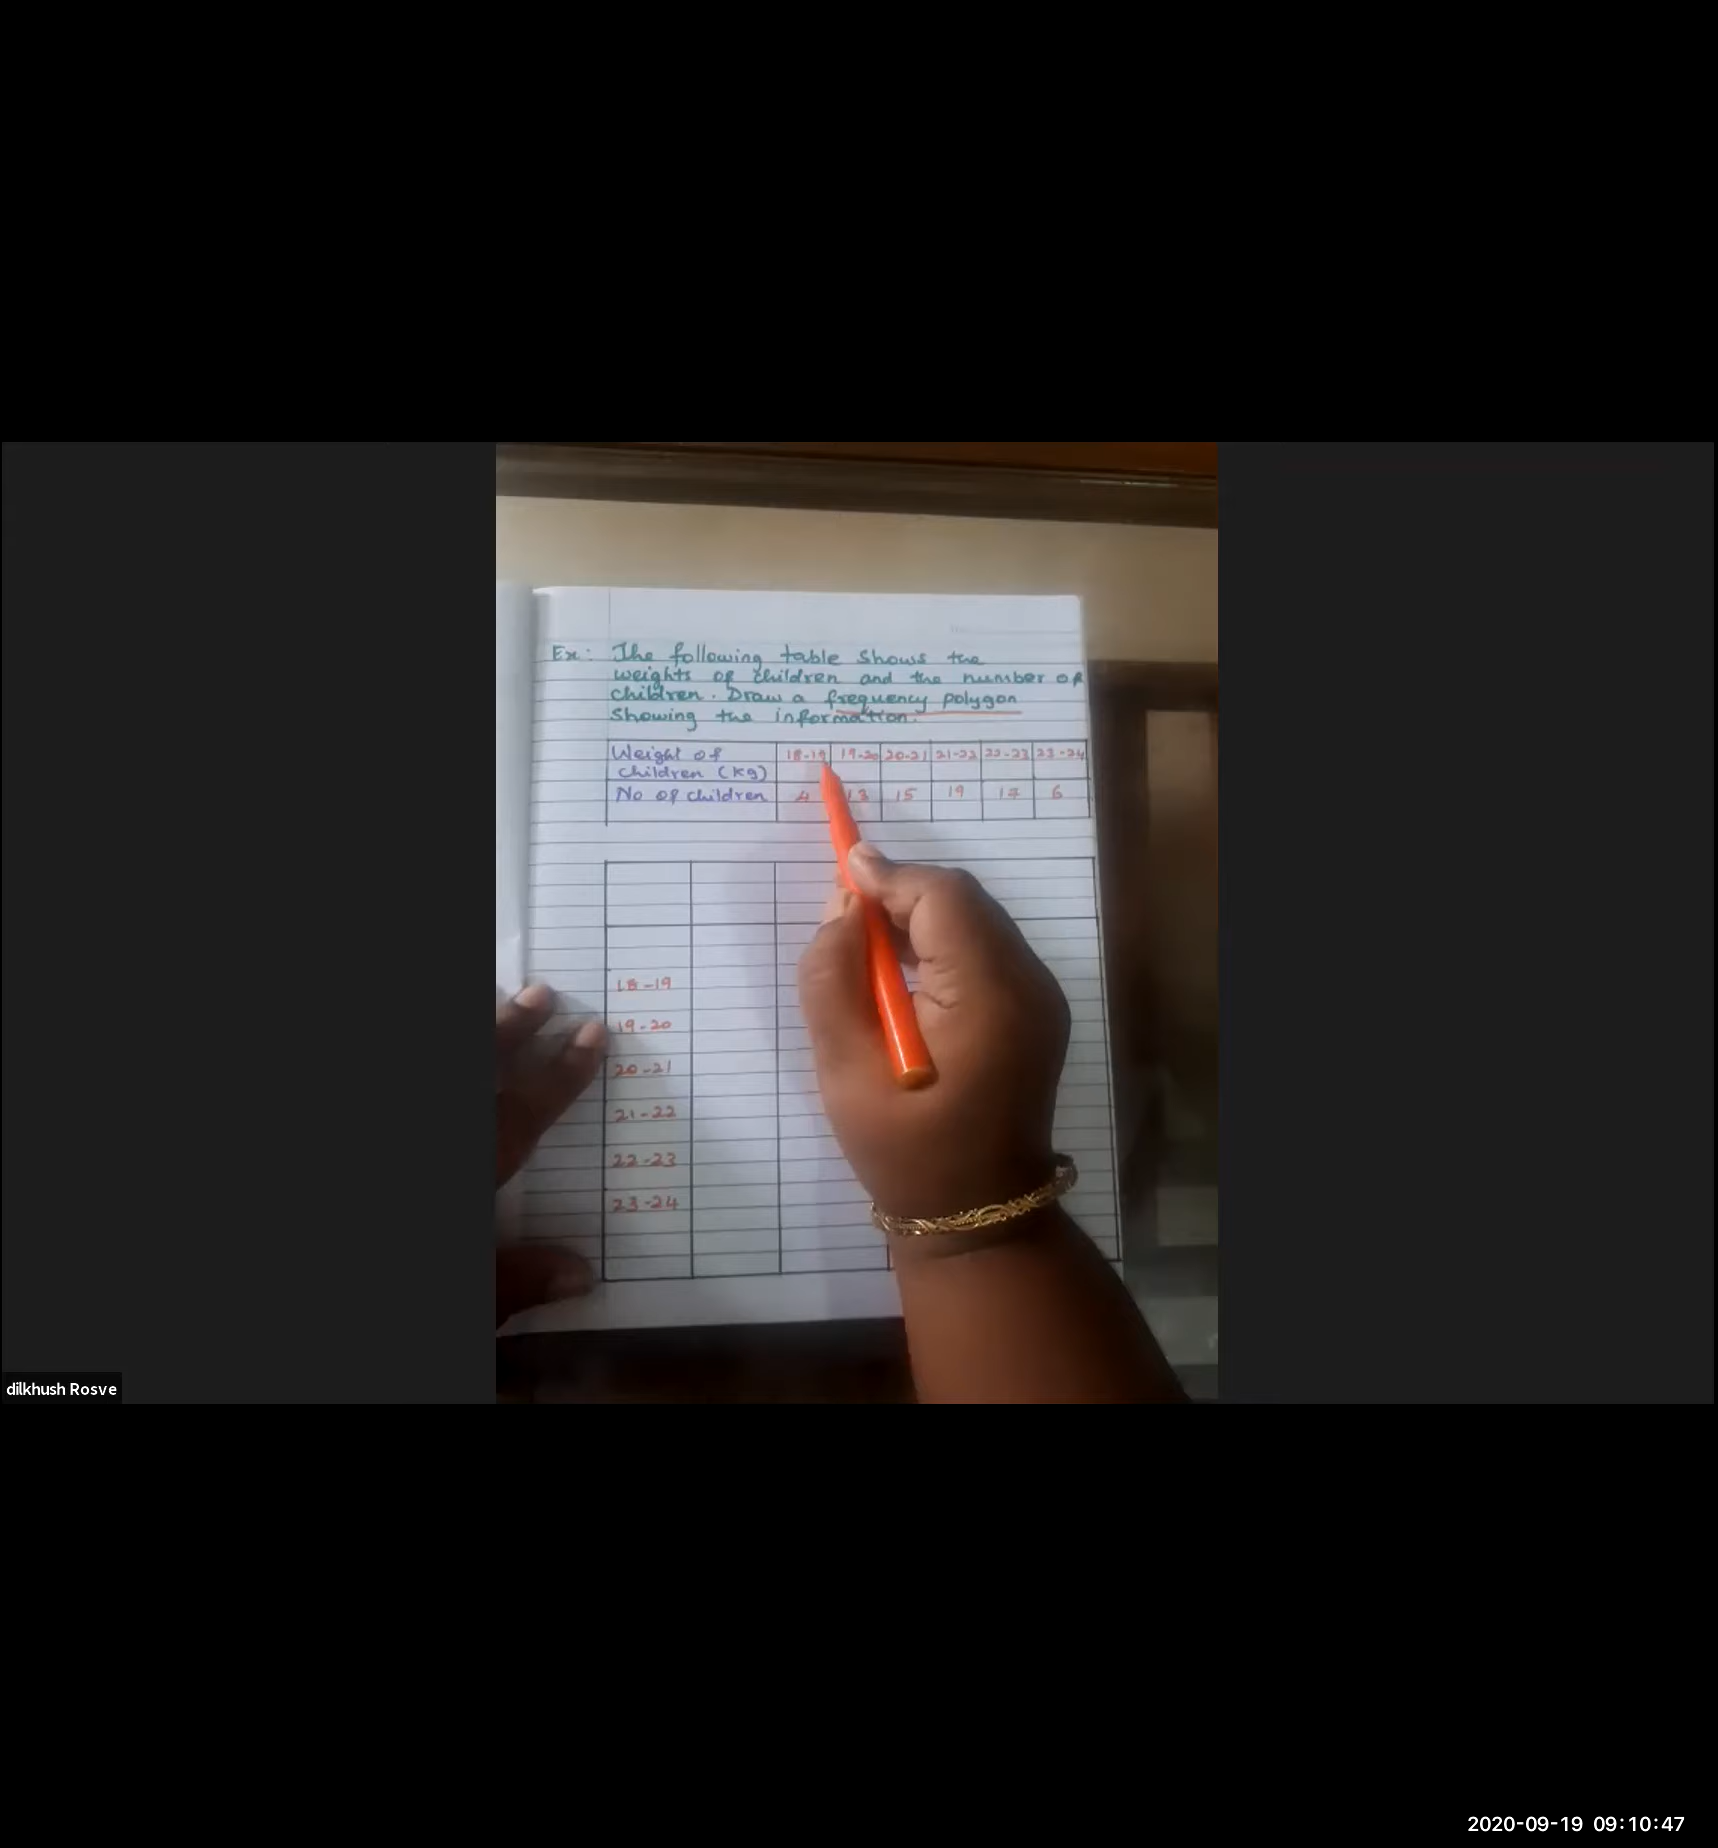 Ex: The following table shows the
weights of children and the number of
children. Draw a frequency polygon
showing the information.
Weight of children (kg) 18-19 19-20 20-21 21-22 22-23 23-24
No of children 4 13 15 19 17 6
18-19
19-20
20-21
21-22
22-23
23-24
dilkhush Rosve
2020-09-19 09:10:47